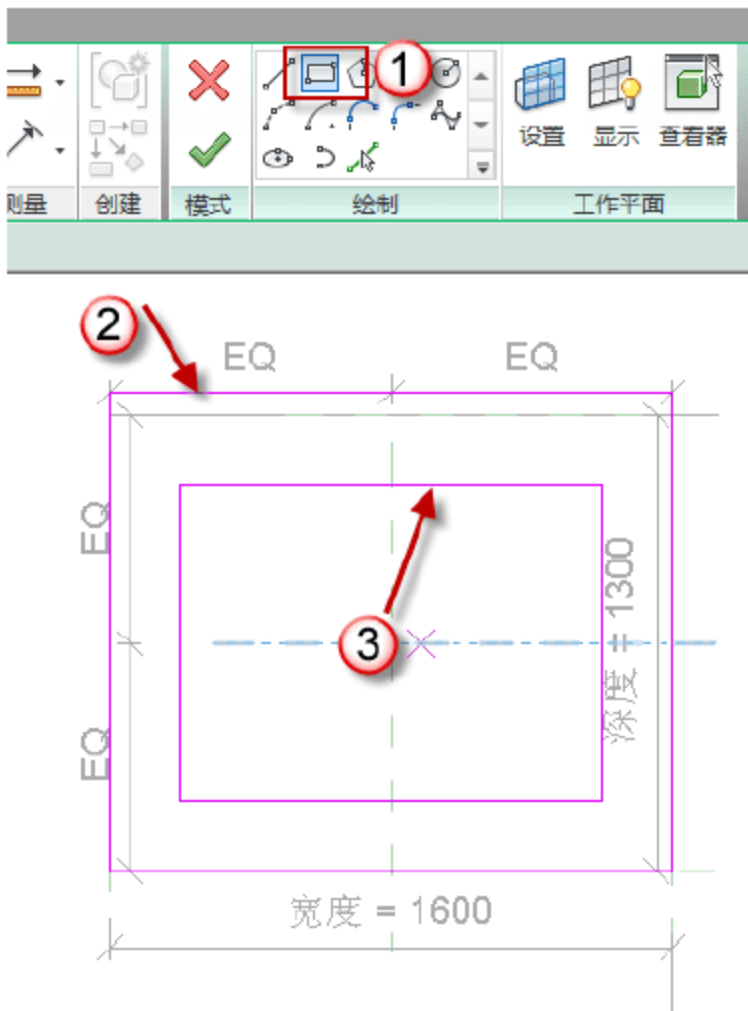 1
设置 显示 查看器
测量 创建 模式 绘制 工作平面
2
EQ EQ
EQ
深度 = 1300
3
EQ
宽度 = 1600